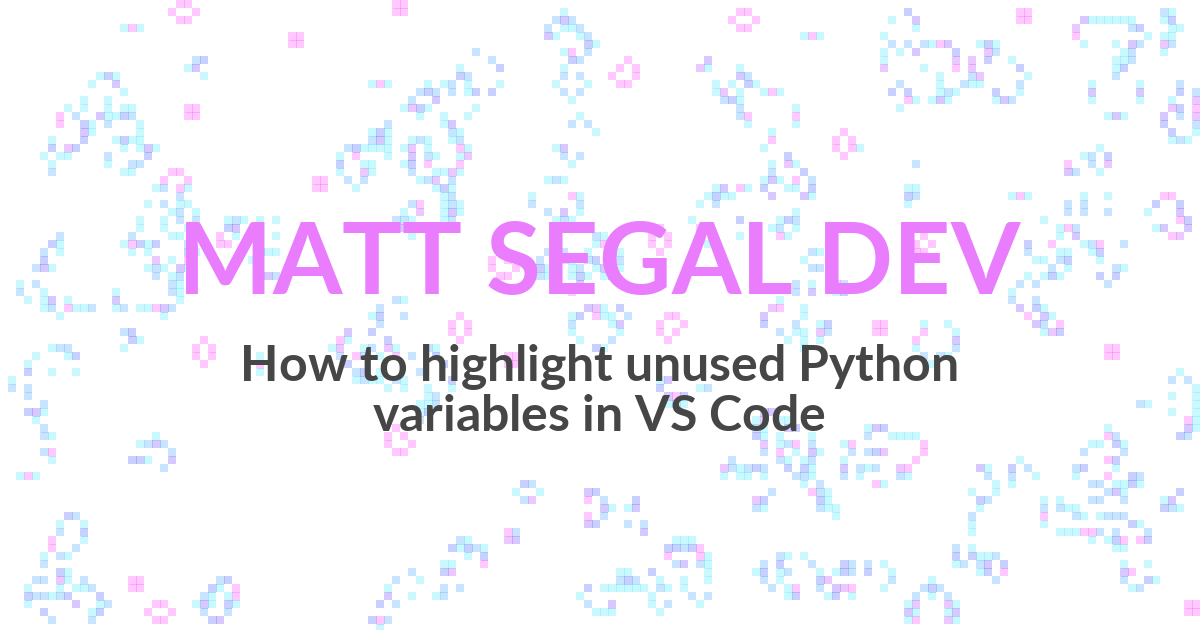 MATT SEGAL DEV
How to highlight unused Python
variables in VS Code